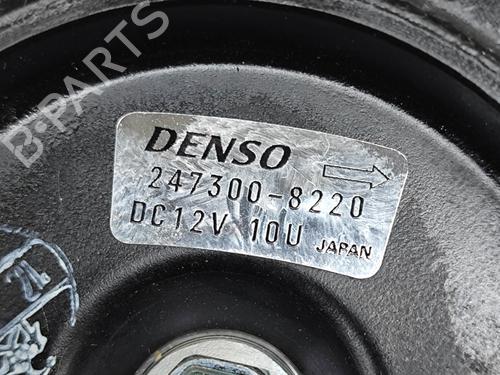 B-PARTS
DENSO
247300-8220
DC12V 10U JAPAN